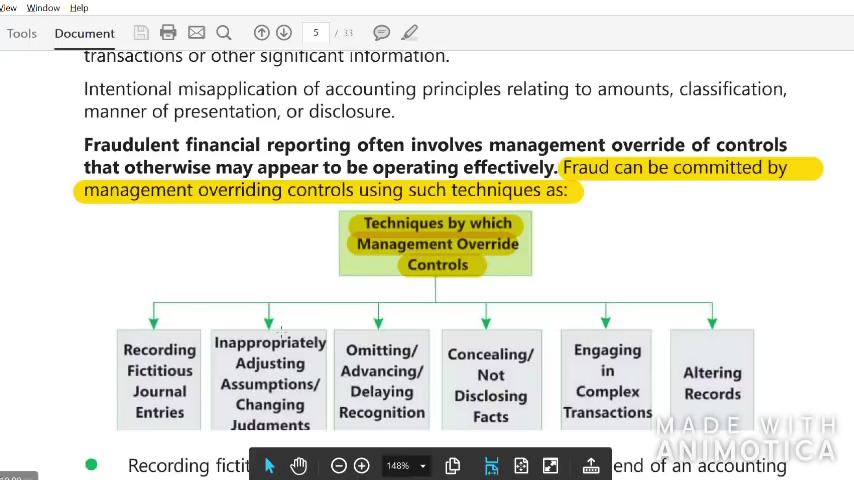 View Window Help
Tools Document 5 / 33
transactions or other significant information.
Intentional misapplication of accounting principles relating to amounts, classification,
manner of presentation, or disclosure.
Fraudulent financial reporting often involves management override of controls
that otherwise may appear to be operating effectively. Fraud can be committed by
management overriding controls using such techniques as:
Techniques by which
Management Override
Controls
Recording
Fictitious
Journal
Entries
Inappropriately
Adjusting
Assumptions/
Changing
Judgments
Omitting/
Advancing/
Delaying
Recognition
Concealing/
Not
Disclosing
Facts
Engaging
in
Complex
Transactions
Altering
Records
MADE WITH
ANIMOTICA
Recording end of an accounting
148%